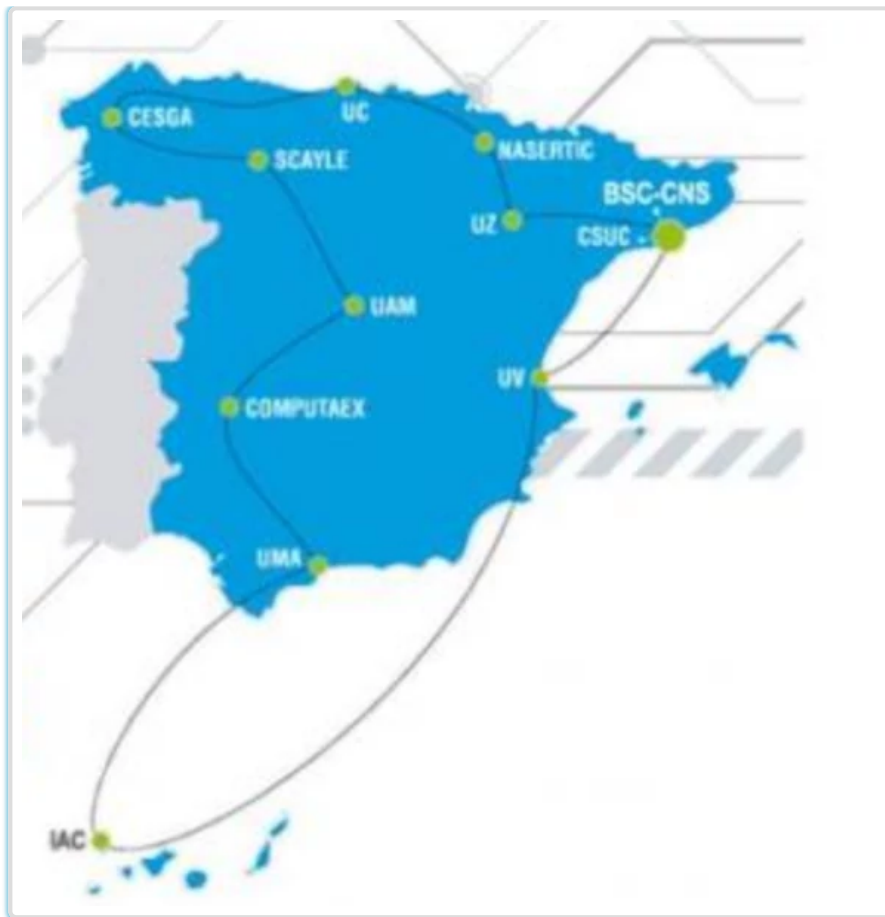 CESGA
UC
SCAYLE
NASERTIC
BSC-CNS
UZ
CSUC
UAM
UV
COMPUTAEX
UMA
IAC